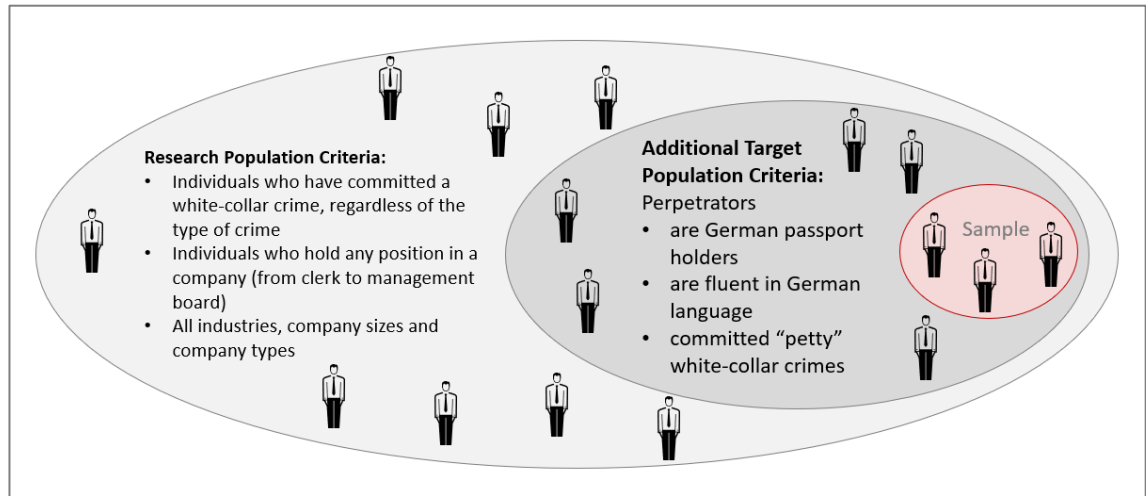 Research Population Criteria:
• Individuals who have committed a
white-collar crime, regardless of the
type of crime
• Individuals who hold any position in a
company (from clerk to management
board)
• All industries, company sizes and
company types
Additional Target
Population Criteria:
Perpetrators
• are German passport
holders
• are fluent in German
language
• committed “petty”
white-collar crimes
Sample